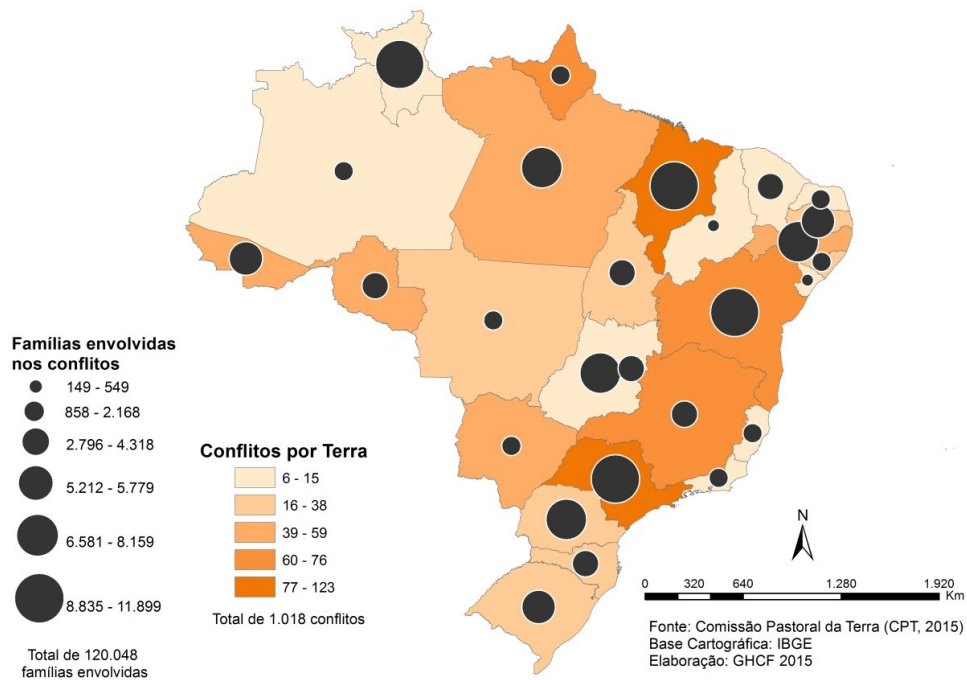 Famílias envolvidas
nos conflitos
149 - 549
858 - 2.168
2.796 - 4.318
5.212 - 5.779
6.581 - 8.159
8.835 - 11.899
Total de 120.048
famílias envolvidas
Conflitos por Terra
6 - 15
16 - 38
39 - 59
60 - 76
77 - 123
Total de 1.018 conflitos
N
0 320 640 1.280 1.920
Km
Fonte: Comissão Pastoral da Terra (CPT, 2015)
Base Cartográfica: IBGE
Elaboração: GHCF 2015